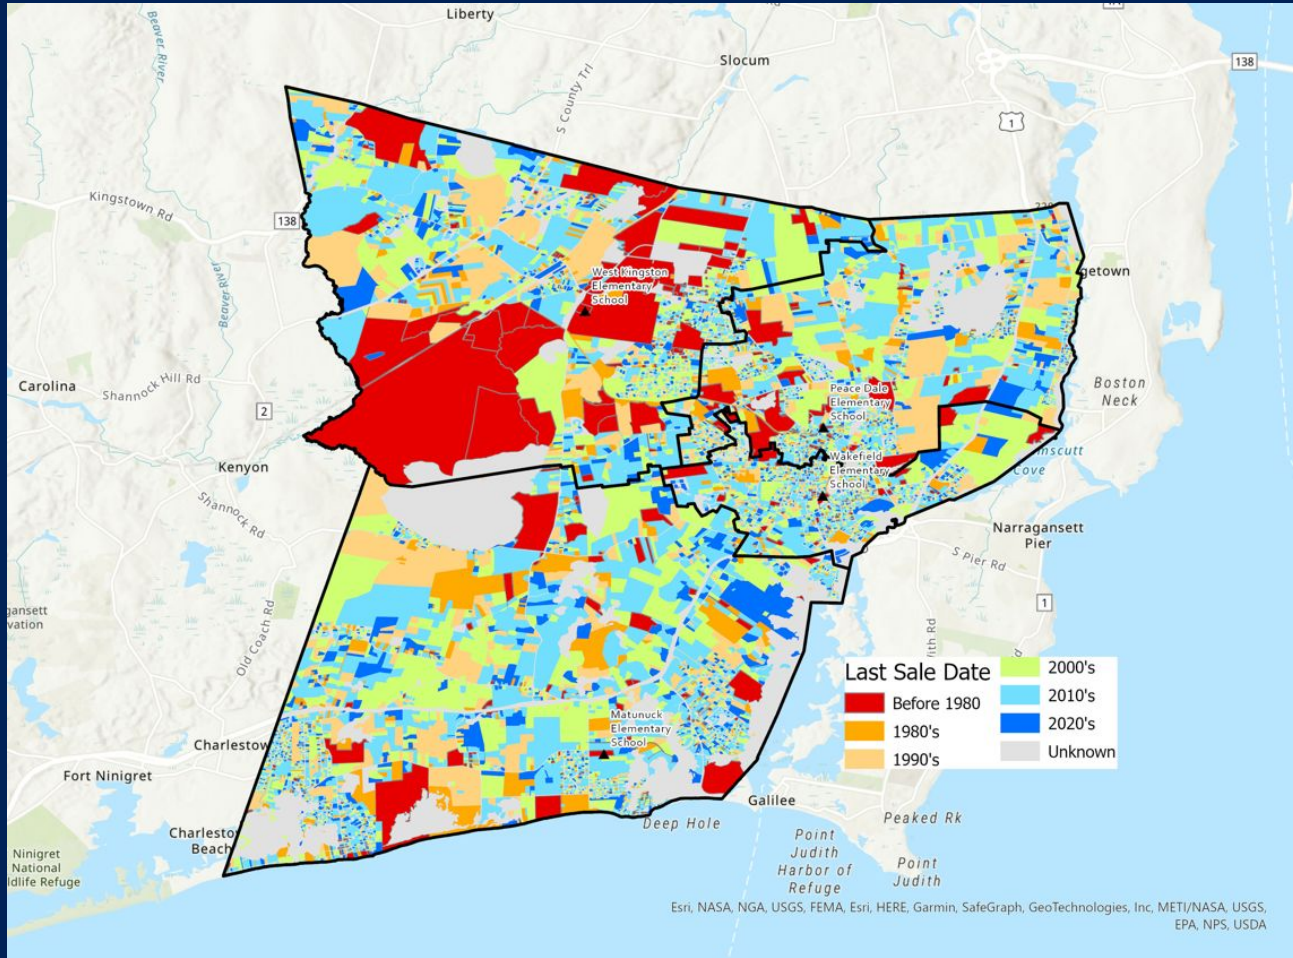 Liberty
Slocum
138
Beaver River
S County Trl
1
Kingstown Rd
138
Beaver River
West Kingston
Elementary
School
Carolina
Shannock Hill Rd
2
Peace Dale
Elementary
School
Boston
Neck
Kenyon
Wakefield
Elementary
School
Cove
Shannock Rd
Narragansett
Pier
S Pier Rd
Old Coach Rd
1
Last Sale Date
Before 1980
1980's
1990's
2000's
2010's
2020's
Unknown
Matunuck
Elementary
School
Charlestow
Fort Ninigret
Galilee
Peaked Rk
Deep Hole
Charlesto
Beach
Point
Judith
Harbor of
Refuge
Point
Judith
Ninigret
National
ldlife Refuge
Esri, NASA, NGA, USGS, FEMA, Esri, HERE, Garmin, SafeGraph, GeoTechnologies, Inc, METI/NASA, USGS,
EPA, NPS, USDA